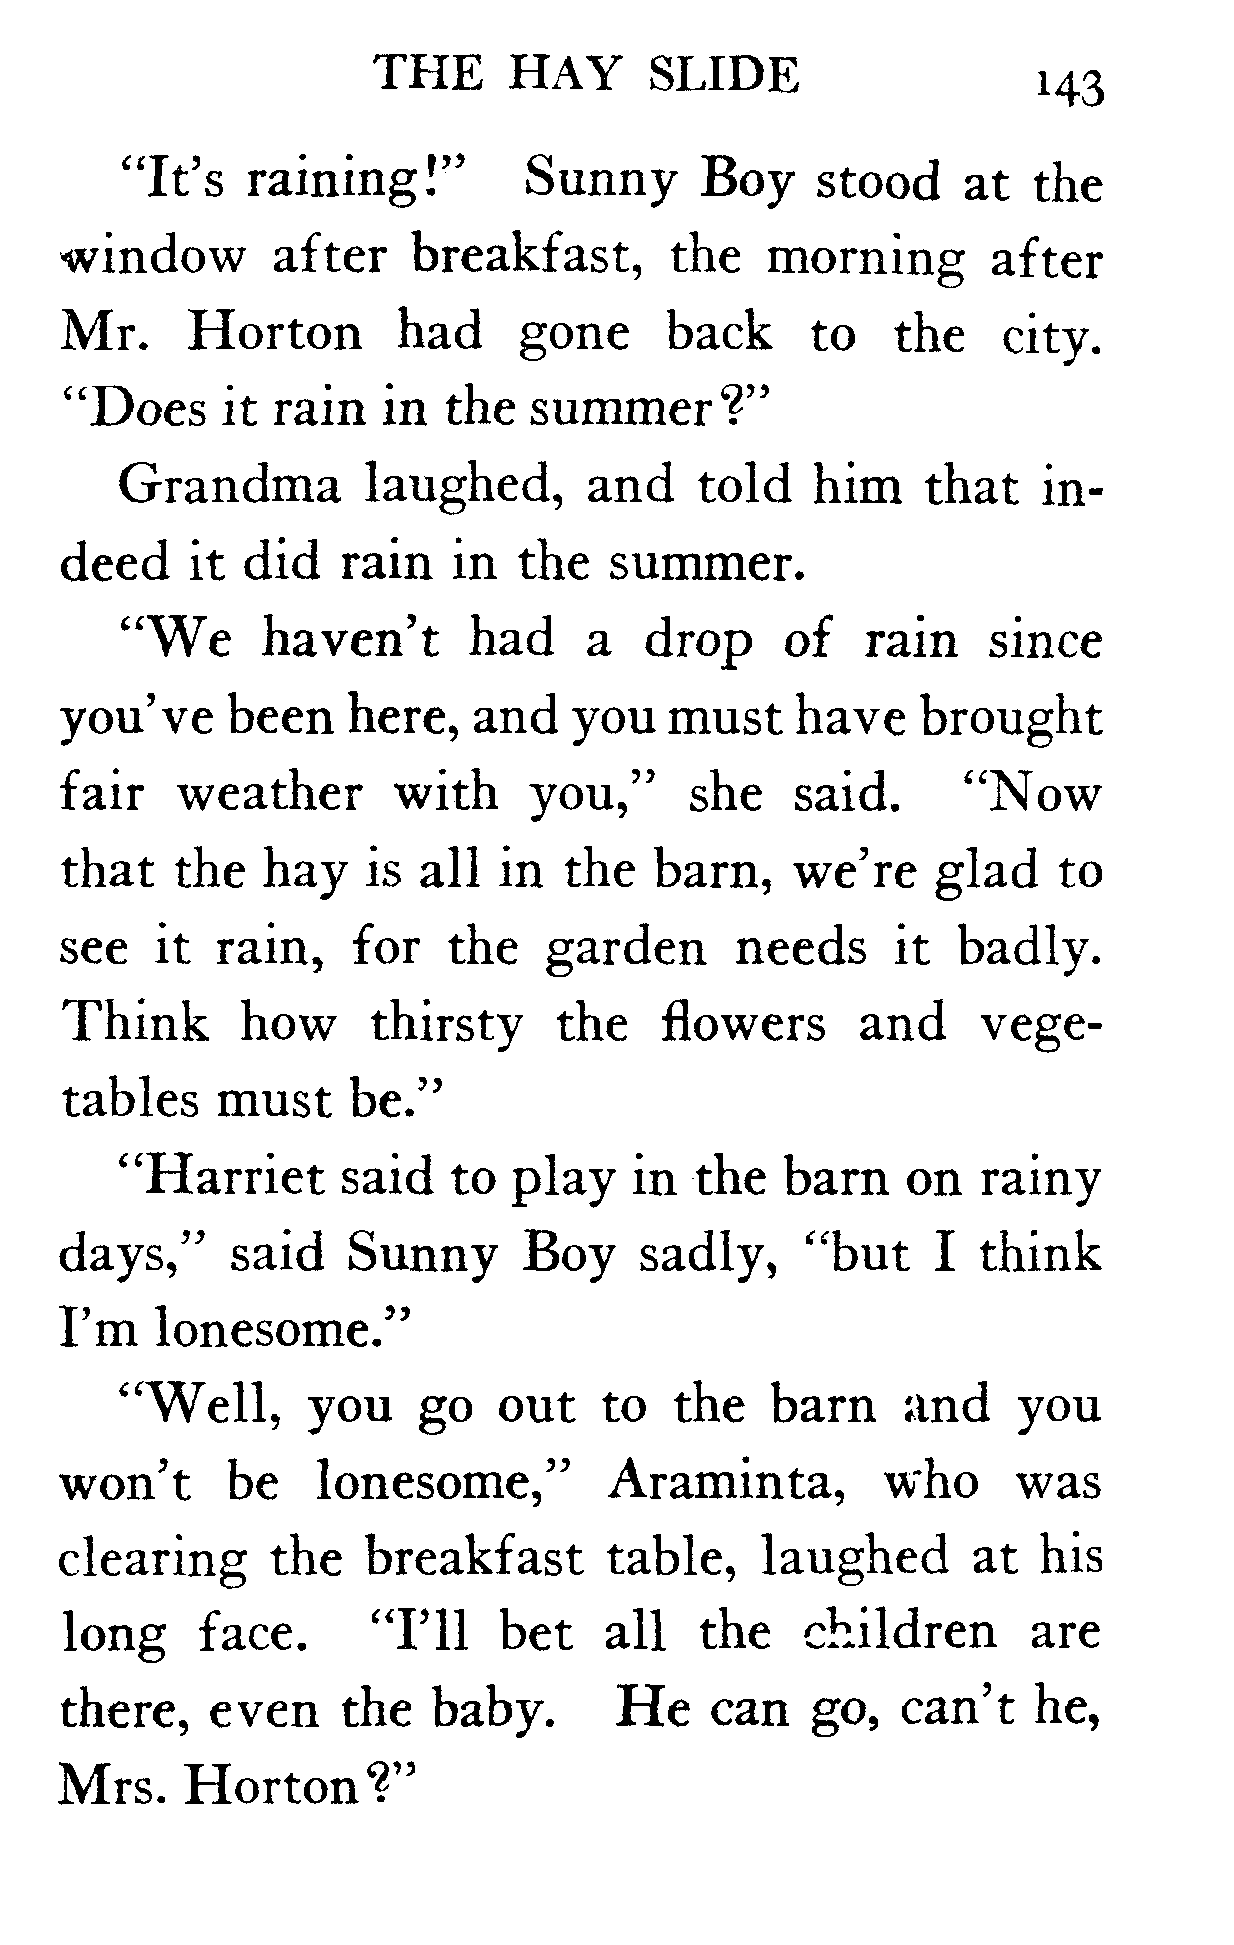 THE HAY SLIDE 143
“It’s raining!” Sunny Boy stood at the
window after breakfast, the morning after
Mr. Horton had gone back to the city.
“Does it rain in the summer?”
Grandma laughed, and told him that in-
deed it did rain in the summer.
“We haven’t had a drop of rain since
you’ve been here, and you must have brought
fair weather with you,” she said. “Now
that the hay is all in the barn, we’re glad to
see it rain, for the garden needs it badly.
Think how thirsty the flowers and vege-
tables must be.”
“Harriet said to play in the barn on rainy
days,” said Sunny Boy sadly, “but I think
I’m lonesome.”
“Well, you go out to the barn and you
won’t be lonesome,” Araminta, who was
clearing the breakfast table, laughed at his
long face. “I’ll bet all the children are
there, even the baby. He can go, can’t he,
Mrs. Horton?”